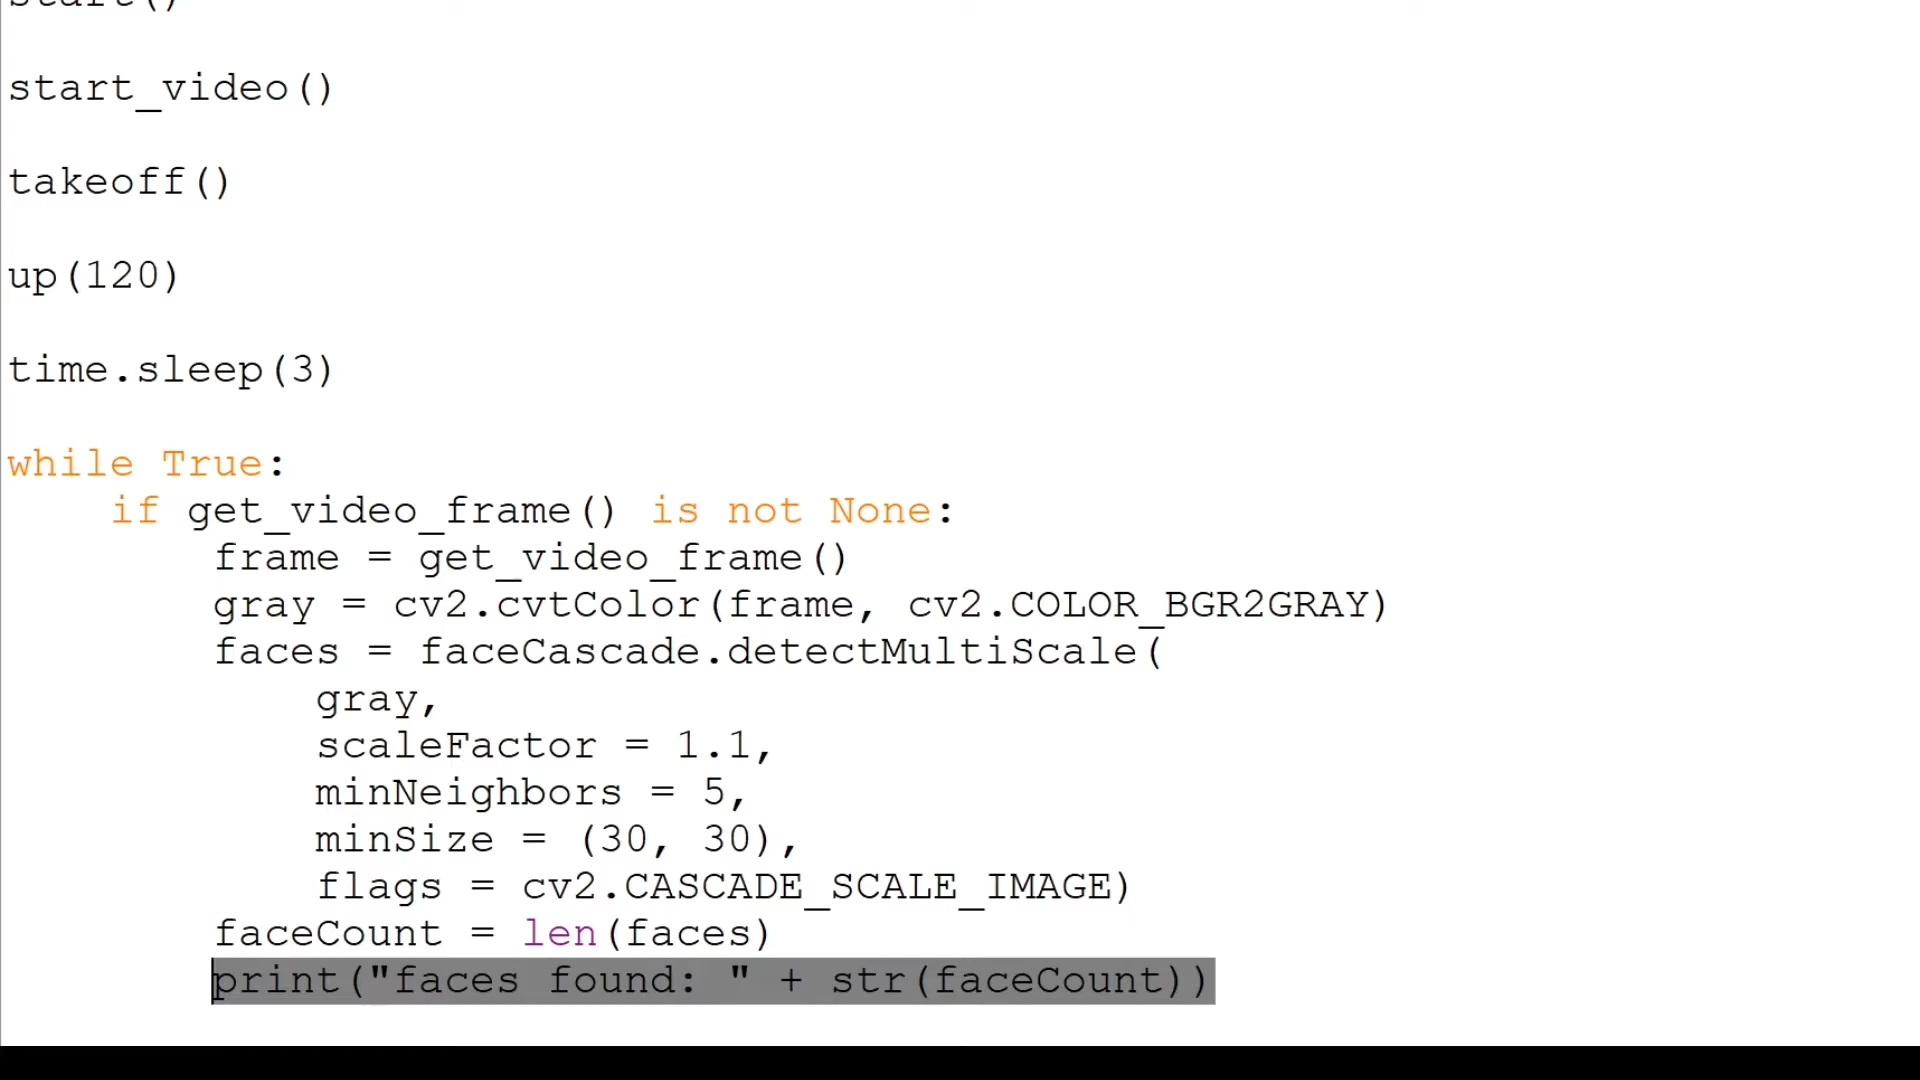 start()
start_video()
takeoff()
up(120)
time.sleep(3)
while True:
    if get_video_frame() is not None:
        frame = get_video_frame()
        gray = cv2.cvtColor(frame, cv2.COLOR_BGR2GRAY)
        faces = faceCascade.detectMultiScale(
            gray,
            scaleFactor = 1.1,
            minNeighbors = 5,
            minSize = (30, 30),
            flags = cv2.CASCADE_SCALE_IMAGE)
        faceCount = len(faces)
        print("faces found: " + str(faceCount))